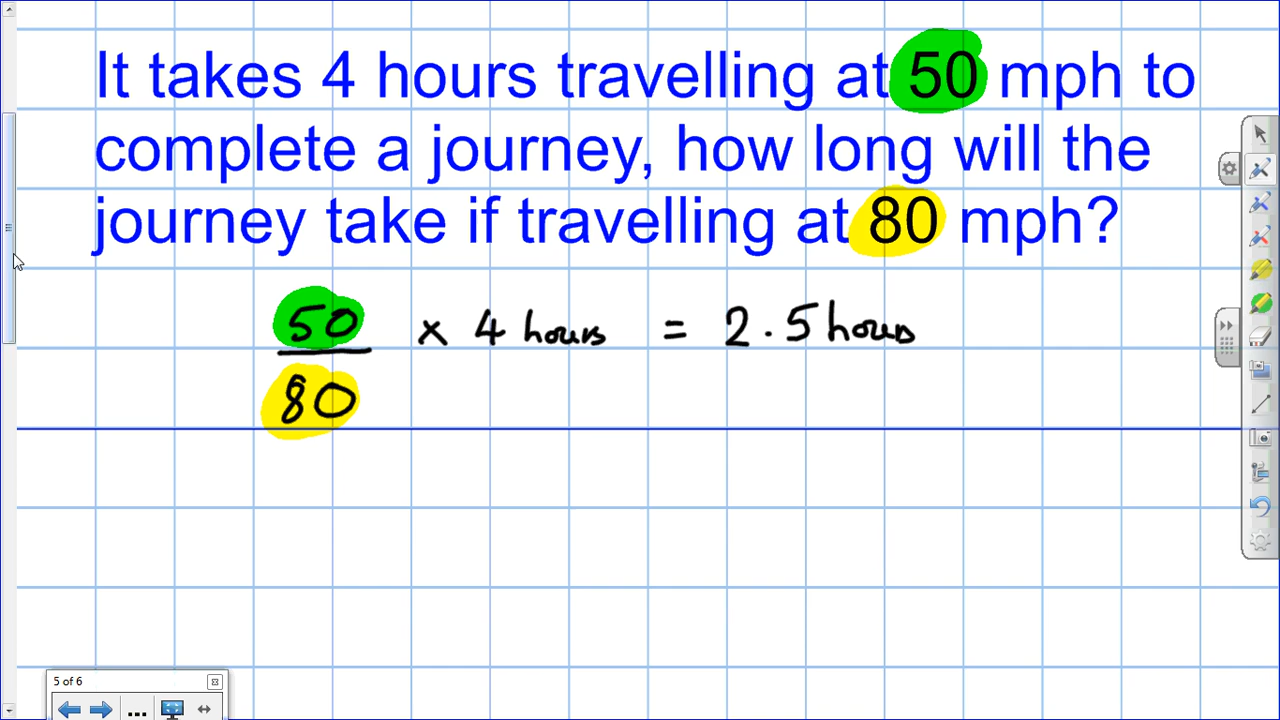 It takes 4 hours travelling at 50 mph to
complete a journey, how long will the
journey take if travelling at 80 mph?
50 × 4 hours = 2.5 hours
80
5 of 6
...